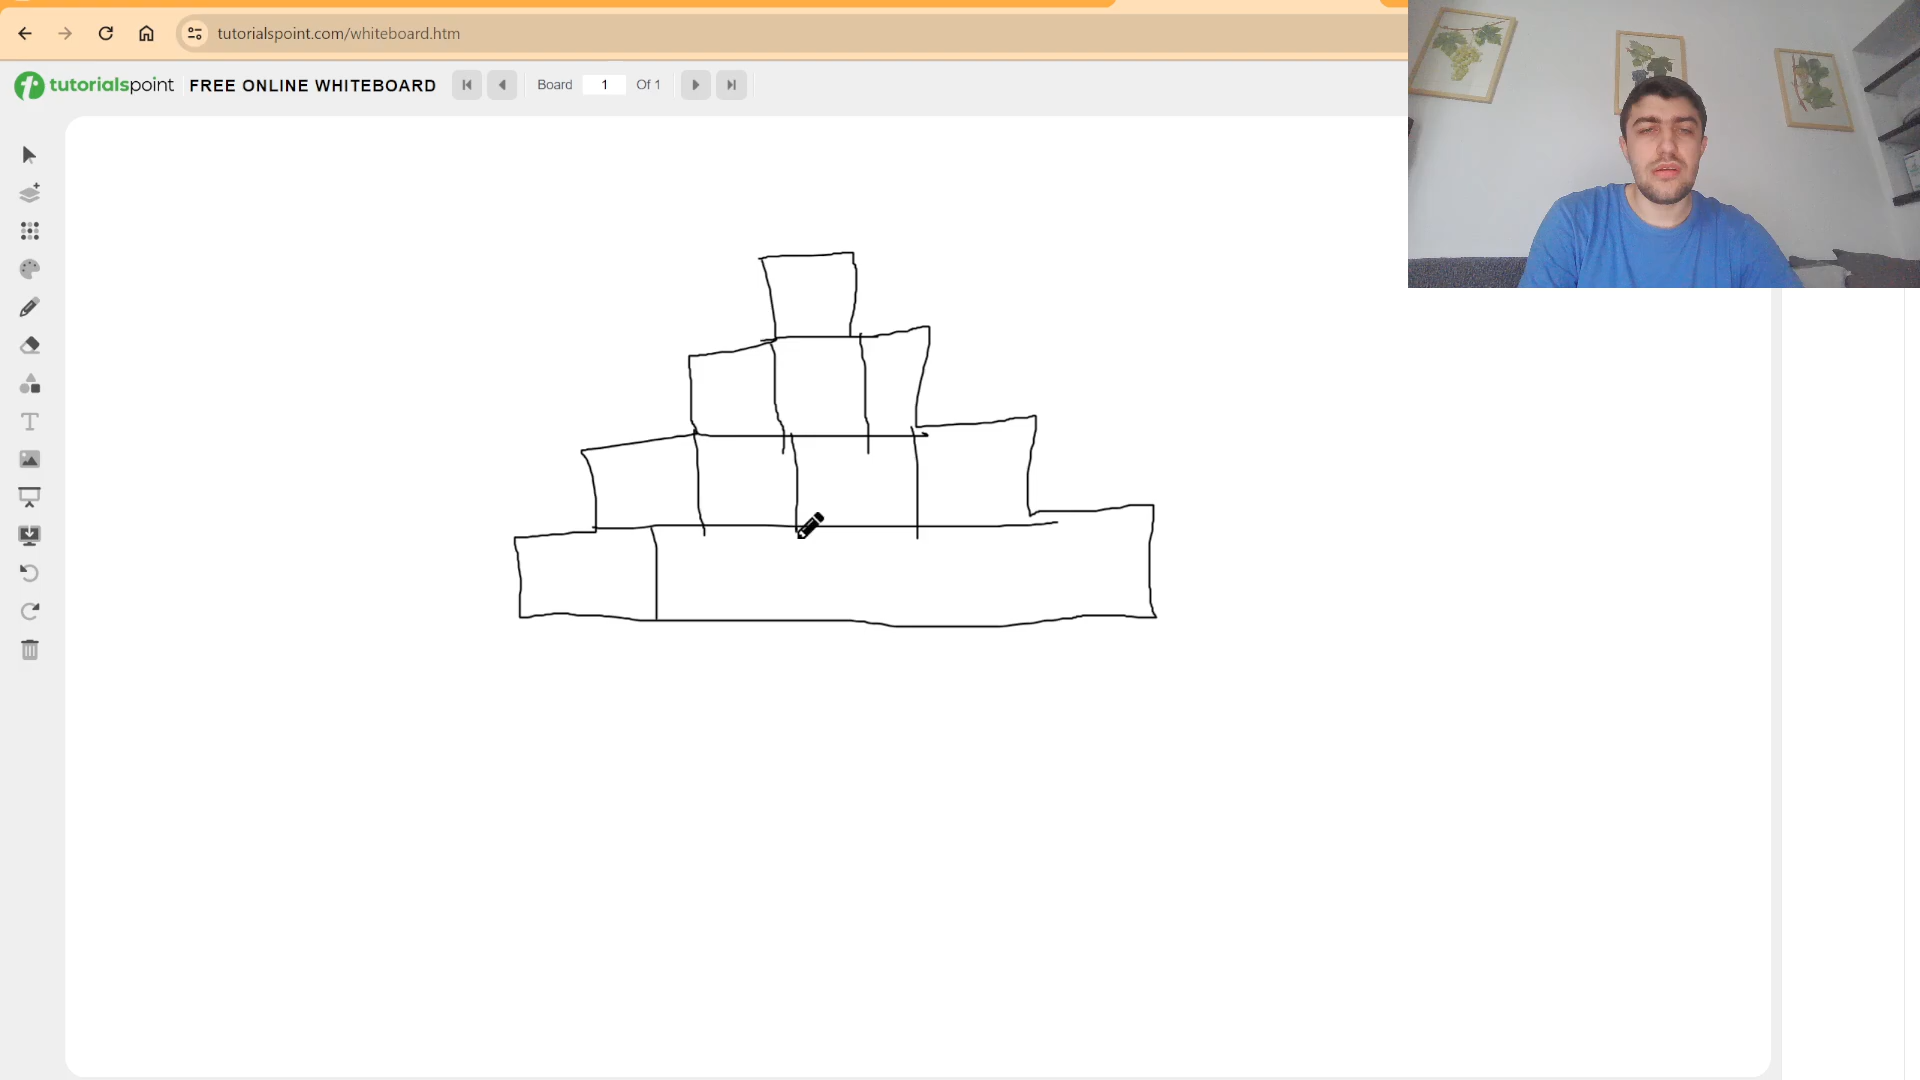 tutorialspoint.com/whiteboard.htm
tutorialspoint FREE ONLINE WHITEBOARD Board 1 Of 1
T